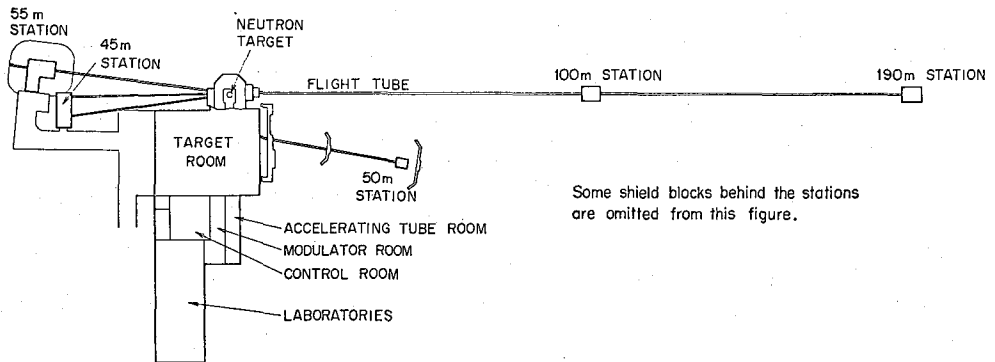 55m
STATION
45m
STATION
NEUTRON
TARGET
FLIGHT TUBE
100m STATION
190m STATION
TARGET
ROOM
50m
STATION
Some shield blocks behind the stations
are omitted from this figure.
ACCELERATING TUBE ROOM
MODULATOR ROOM
CONTROL ROOM
LABORATORIES